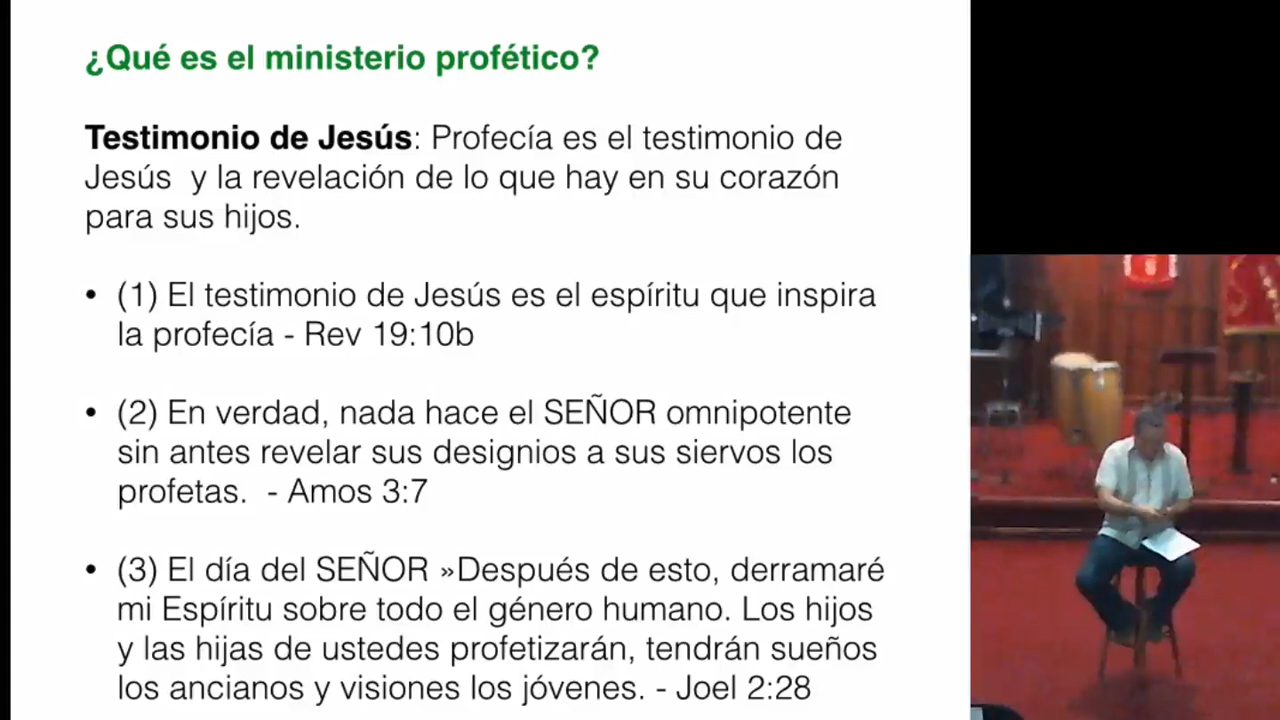 ¿Qué es el ministerio profético?
Testimonio de Jesús: Profecía es el testimonio de
Jesús y la revelación de lo que hay en su corazón
para sus hijos.
• (1) El testimonio de Jesús es el espíritu que inspira
la profecía - Rev 19:10b
• (2) En verdad, nada hace el SEÑOR omnipotente
sin antes revelar sus designios a sus siervos los
profetas. - Amos 3:7
• (3) El día del SEÑOR »Después de esto, derramaré
mi Espíritu sobre todo el género humano. Los hijos
y las hijas de ustedes profetizarán, tendrán sueños
los ancianos y visiones los jóvenes. - Joel 2:28